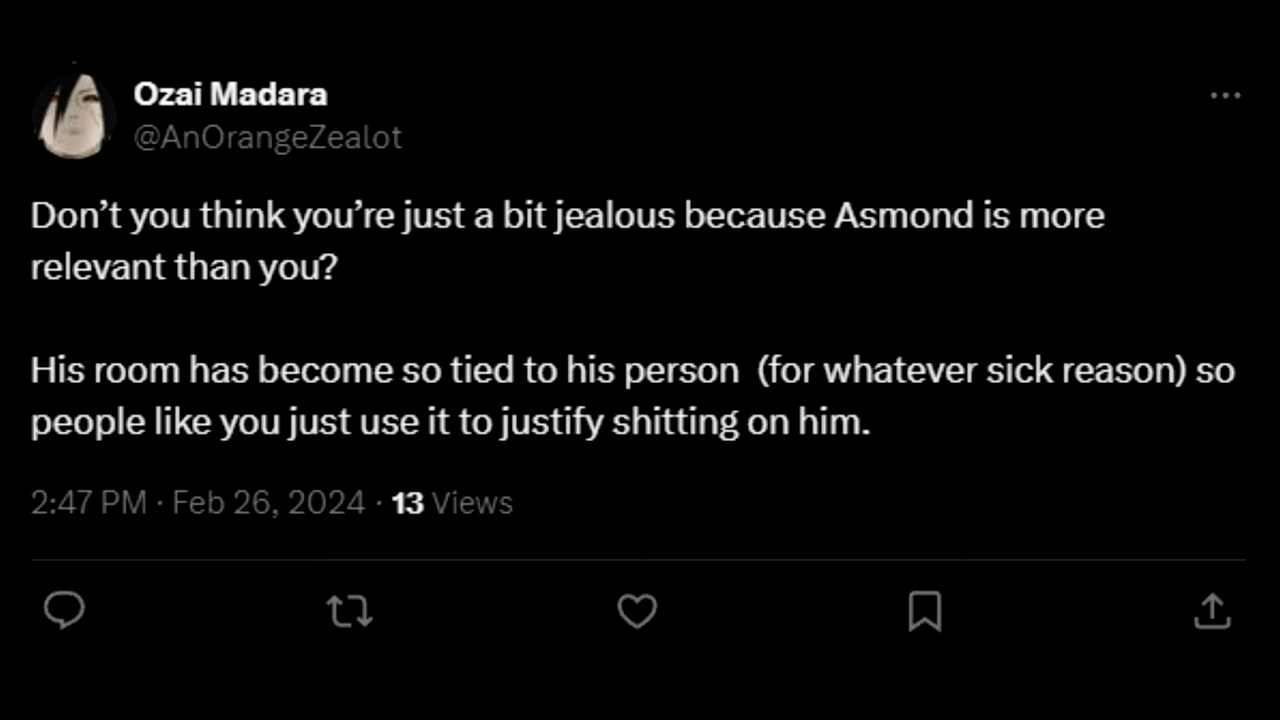 Ozai Madara
@AnOrangeZealot
Don’t you think you’re just a bit jealous because Asmond is more
relevant than you?
His room has become so tied to his person  (for whatever sick reason) so
people like you just use it to justify shitting on him.
2:47 PM · Feb 26, 2024 · 13 Views